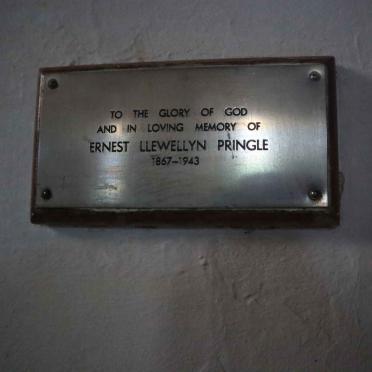 TO THE GLORY OF GOD
AND IN LOVING MEMORY OF
ERNEST LLEWELLYN PRINGLE
1867–1943